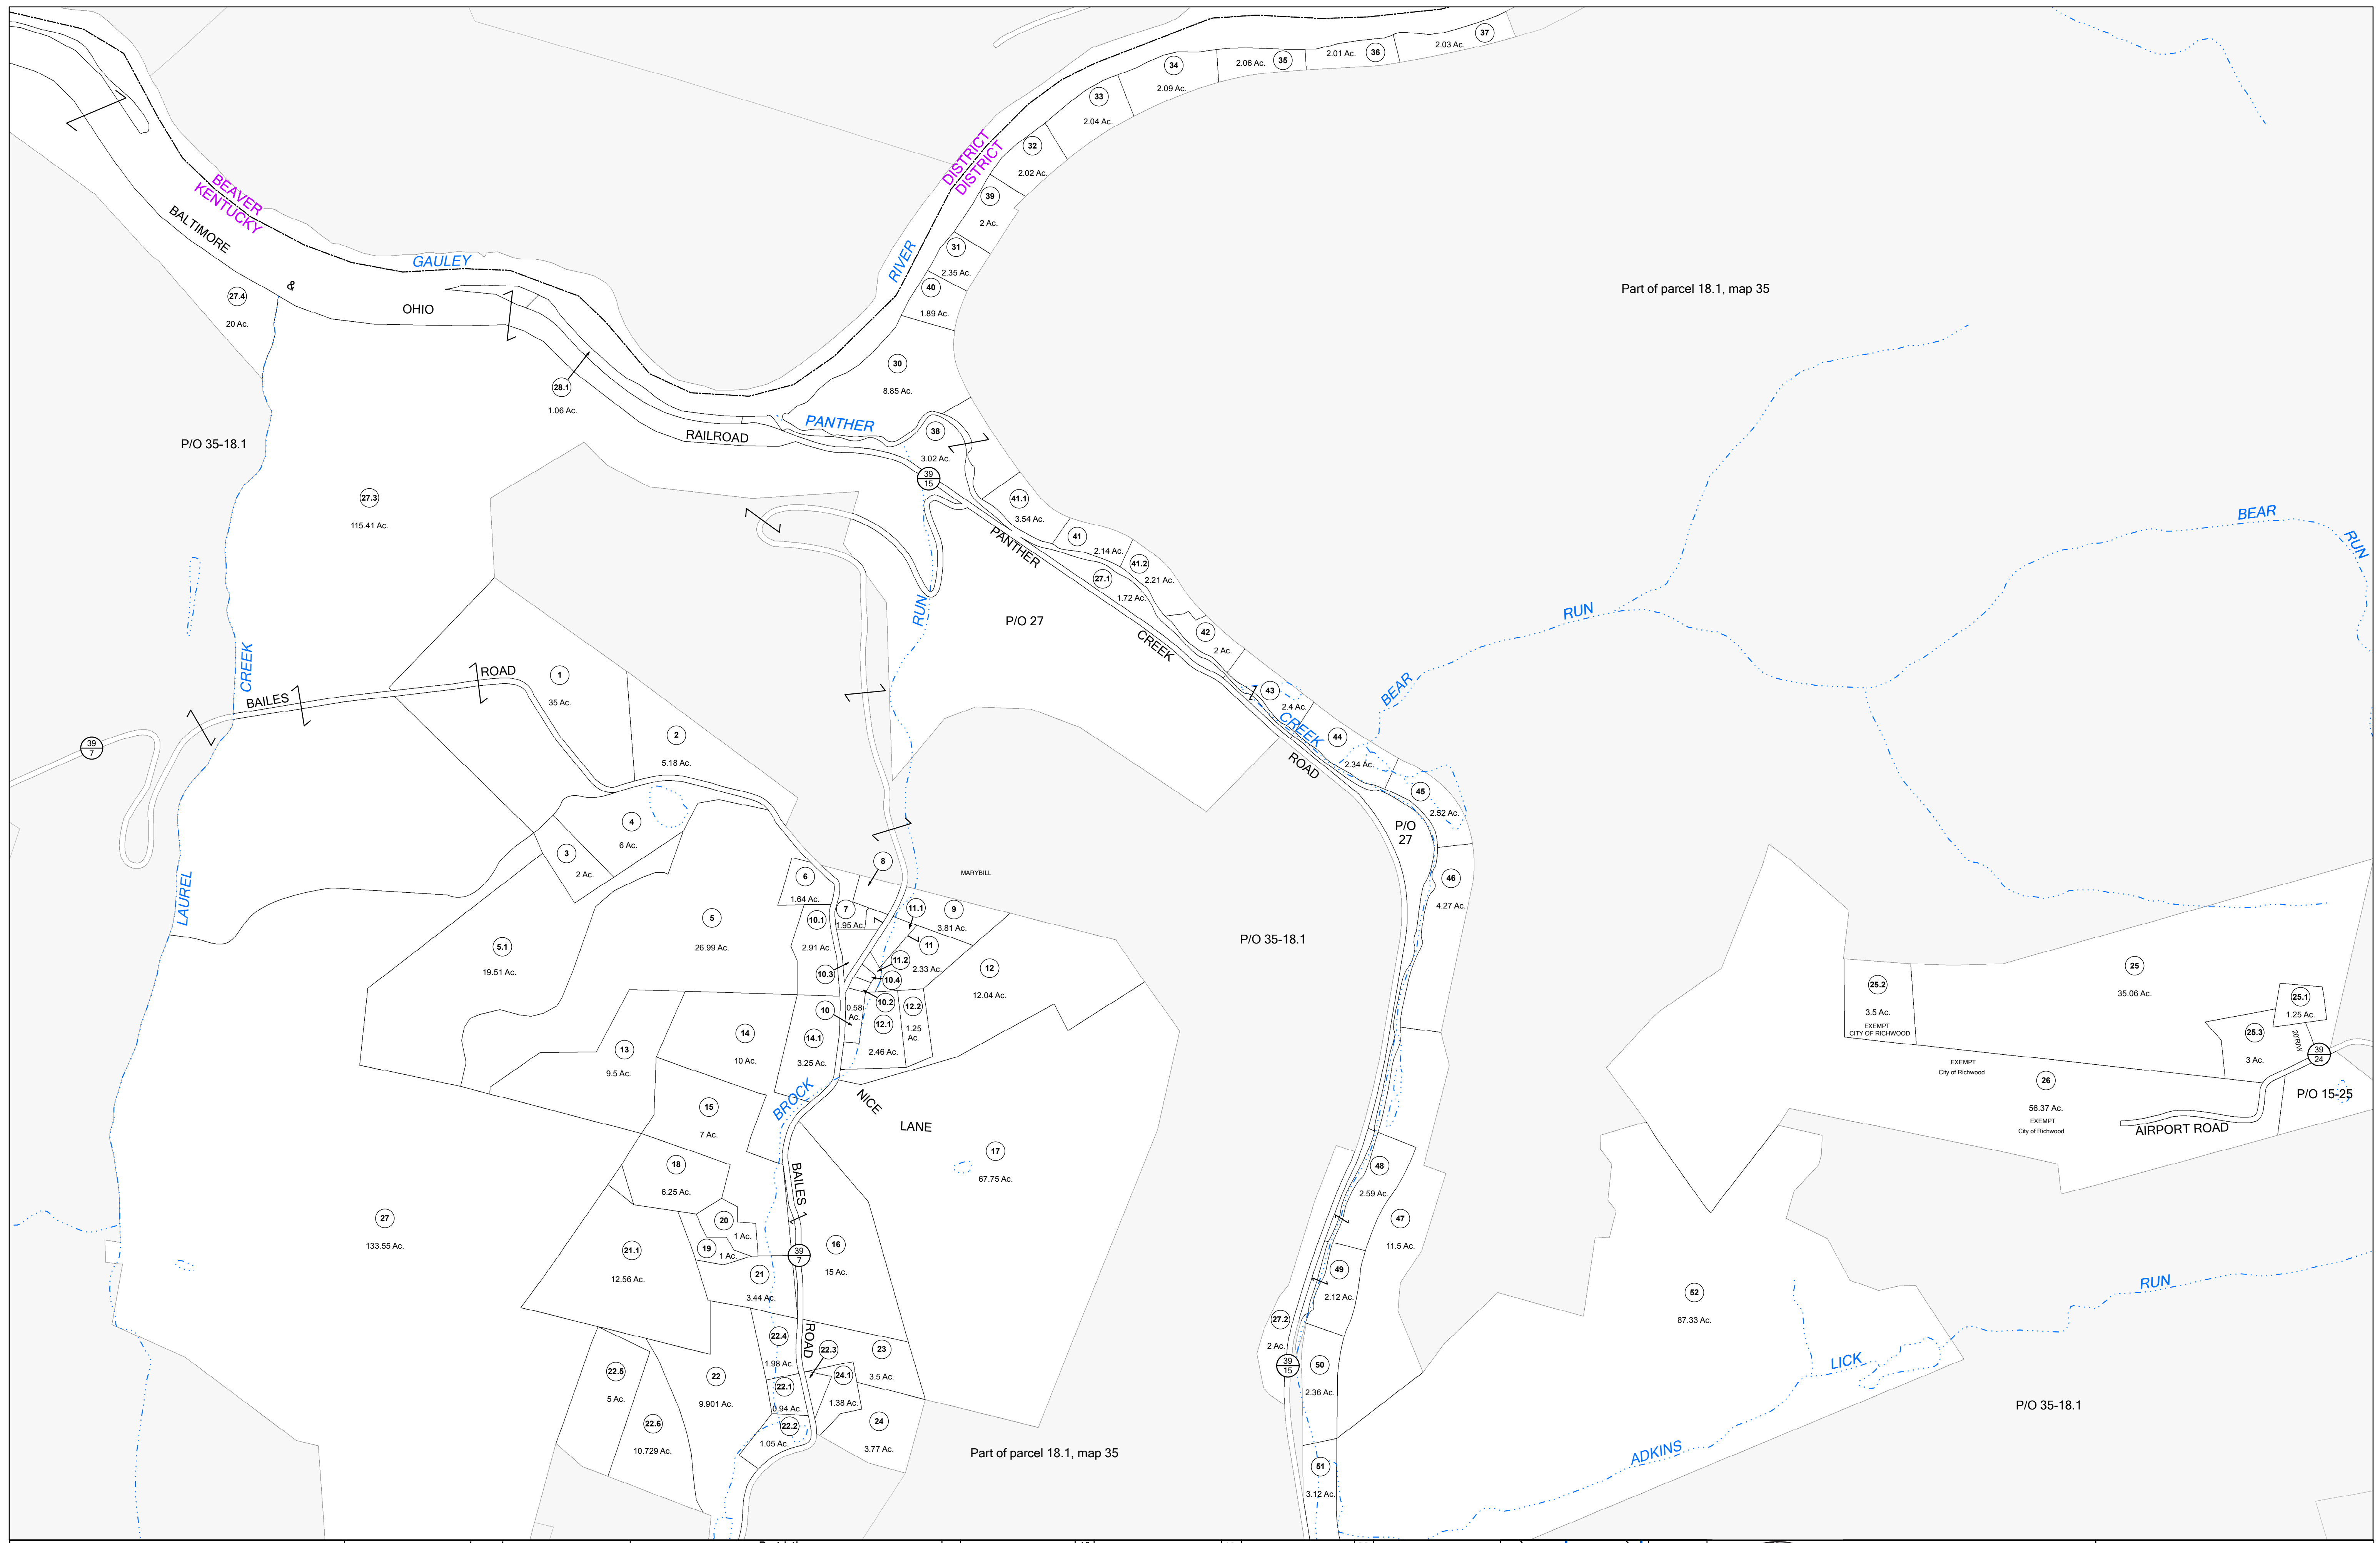 37
2.03 Ac.
36
2.01 Ac.
35
2.06 Ac.
34
2.09 Ac.
33
2.04 Ac.
32
2.02 Ac.
DISTRICT
DISTRICT
39
2 Ac.
BEAVER
KENTUCKY
BALTIMORE
&
OHIO
RAILROAD
GAULEY
RIVER
31
2.35 Ac.
40
1.89 Ac.
27.4
20 Ac.
Part of parcel 18.1, map 35
30
8.85 Ac.
28.1
1.06 Ac.
PANTHER
38
3.02 Ac.
P/O 35-18.1
39
15
27.3
115.41 Ac.
41.1
3.54 Ac.
PANTHER
CREEK
ROAD
41
2.14 Ac.
41.2
2.21 Ac.
27.1
1.72 Ac.
BEAR
RUN
RUN
BEAR
RUN
P/O 27
42
2 Ac.
CREEK
BAILES
ROAD
1
35 Ac.
43
2.4 Ac.
CREEK
44
2.34 Ac.
39
7
2
5.18 Ac.
45
2.52 Ac.
P/O
27
4
6 Ac.
3
2 Ac.
8
MARYBILL
6
1.64 Ac.
46
4.27 Ac.
LAUREL
5
26.99 Ac.
10.1
2.91 Ac.
7
1.95 Ac.
11.1
9
3.81 Ac.
11
2.33 Ac.
11.2
5.1
19.51 Ac.
10.3
10.4
12
12.04 Ac.
P/O 35-18.1
25
35.06 Ac.
25.2
3.5 Ac.
EXEMPT
CITY OF RICHWOOD
25.1
1.25 Ac.
25.3
3 Ac.
20'R/W
39
24
10
0.58
Ac.
10.2
12.2
1.25
Ac.
12.1
2.46 Ac.
14
10 Ac.
14.1
3.25 Ac.
13
9.5 Ac.
EXEMPT
City of Richwood
26
56.37 Ac.
EXEMPT
City of Richwood
P/O 15-25
AIRPORT ROAD
BROCK
NICE
LANE
15
7 Ac.
17
67.75 Ac.
18
6.25 Ac.
BAILES
ROAD
48
2.59 Ac.
47
11.5 Ac.
27
133.55 Ac.
20
1 Ac.
19
1 Ac.
39
7
16
15 Ac.
21.1
12.56 Ac.
21
3.44 Ac.
49
2.12 Ac.
52
87.33 Ac.
RUN
LICK
ADKINS
27.2
2 Ac.
39
15
50
2.36 Ac.
22.4
1.98 Ac.
22.3
23
3.5 Ac.
22.5
5 Ac.
22
9.901 Ac.
22.1
0.94 Ac.
24.1
1.38 Ac.
22.6
10.729 Ac.
22.2
1.05 Ac.
24
3.77 Ac.
P/O 35-18.1
Part of parcel 18.1, map 35
51
3.12 Ac.